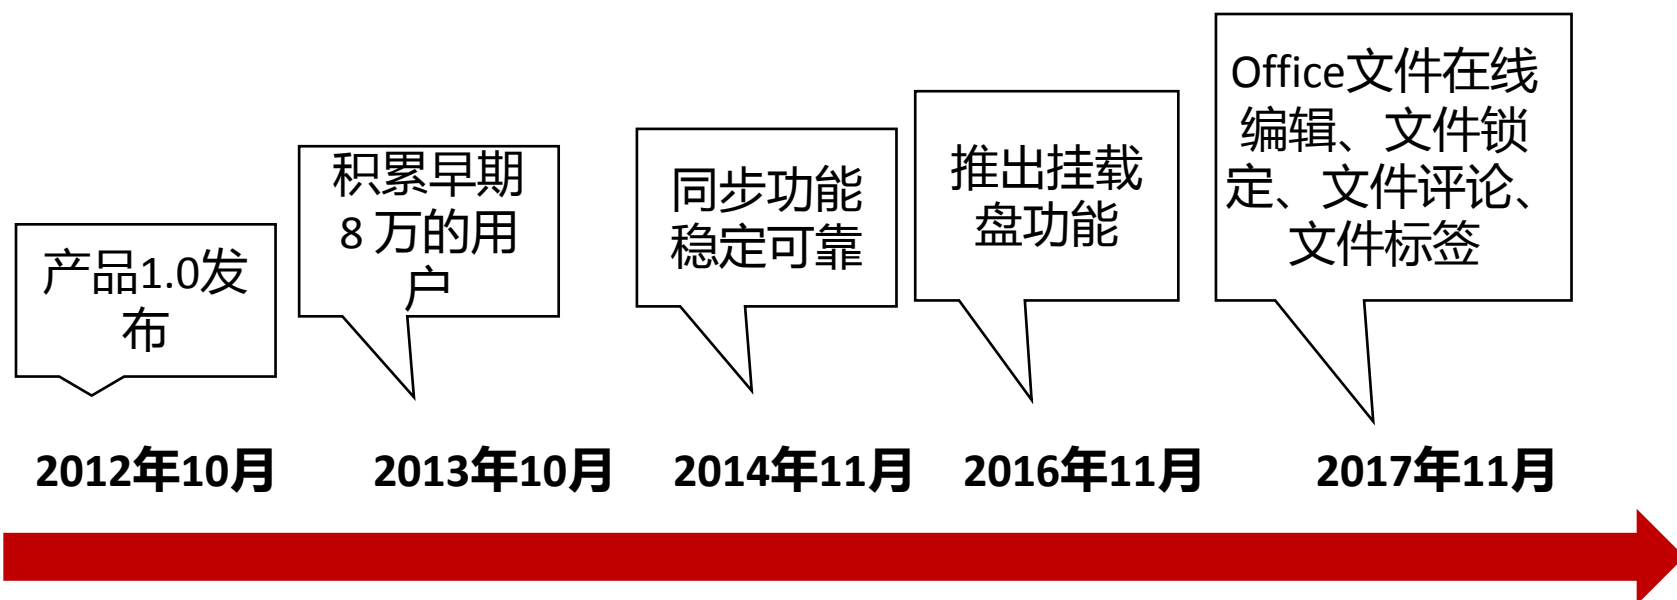 产品1.0发
布
积累早期
8 万的用
户
同步功能
稳定可靠
推出挂载
盘功能
Office文件在线
编辑、文件锁
定、文件评论、
文件标签
2012年10月
2013年10月
2014年11月
2016年11月
2017年11月